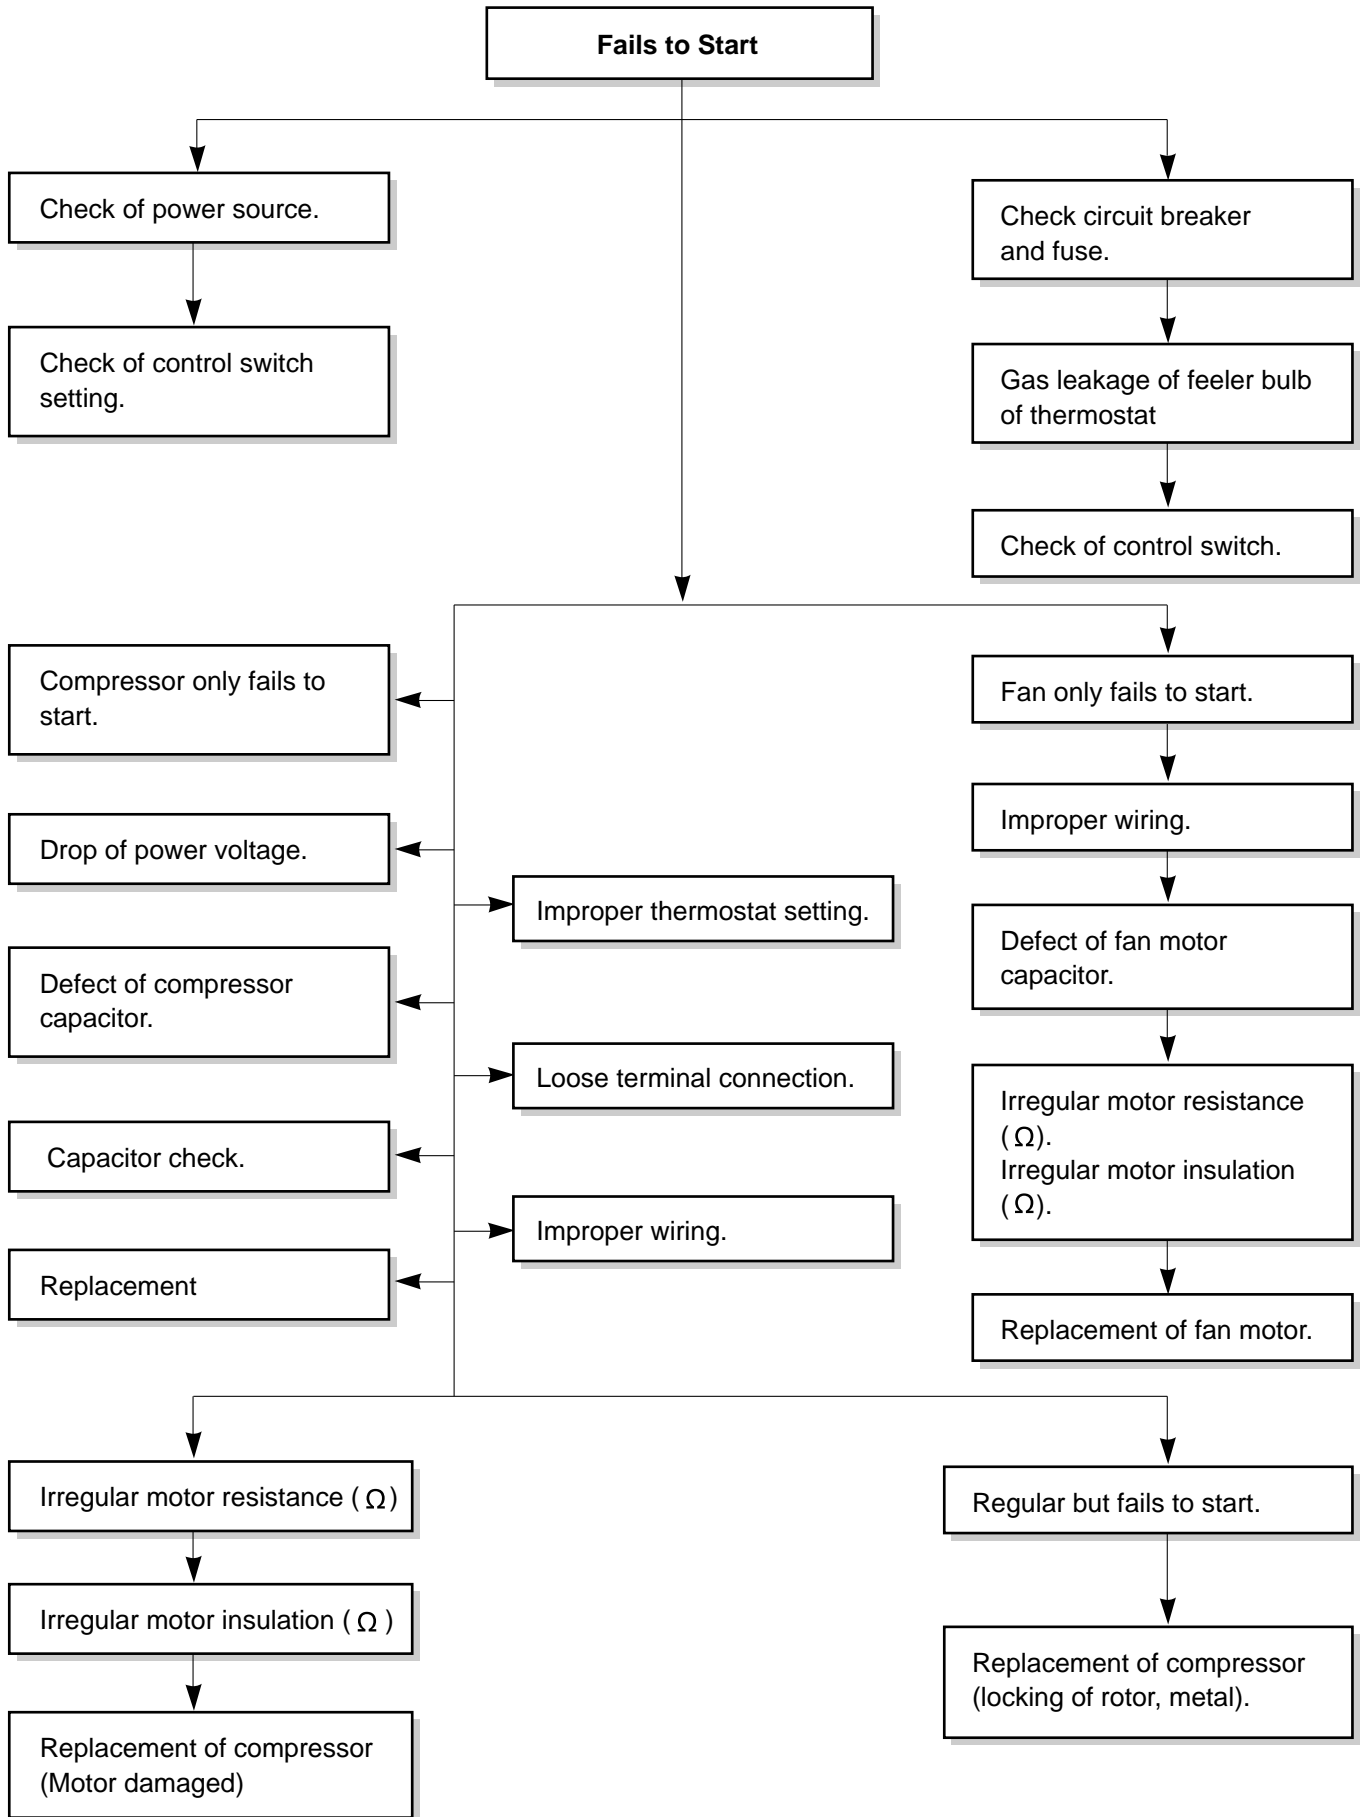 Fails to Start
Check of power source.
Check of control switch
setting.
Check circuit breaker
and fuse.
Gas leakage of feeler bulb
of thermostat
Check of control switch.
Compressor only fails to
start.
Drop of power voltage.
Defect of compressor
capacitor.
Capacitor check.
Replacement
Improper thermostat setting.
Loose terminal connection.
Improper wiring.
Fan only fails to start.
Improper wiring.
Defect of fan motor
capacitor.
Irregular motor resistance
(Ω).
Irregular motor insulation
(Ω).
Replacement of fan motor.
Irregular motor resistance (Ω)
Irregular motor insulation (Ω)
Replacement of compressor
(Motor damaged)
Regular but fails to start.
Replacement of compressor
(locking of rotor, metal).